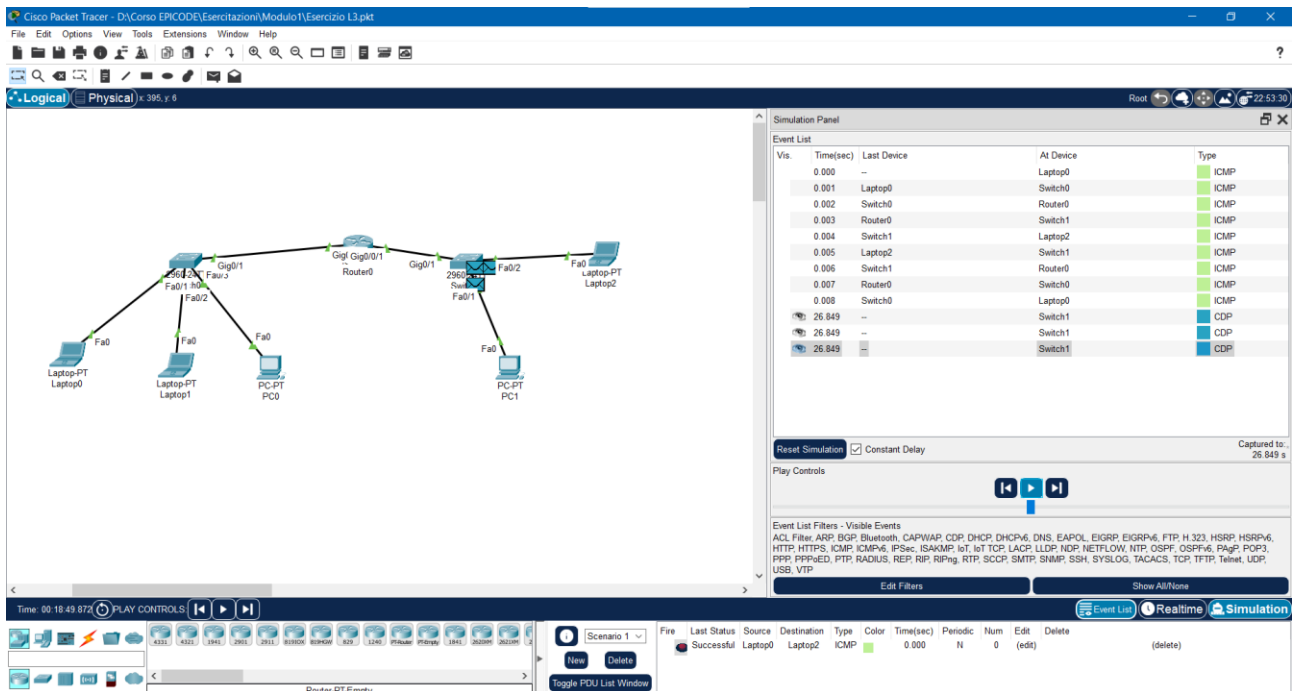 Cisco Packet Tracer - D:\Corso EPICODE\Esercitazioni\Modulo1\Esercizio L3.pkt
File Edit Options View Tools Extensions Window Help
?
Logical Physical x: 395, y: 6
Root 22:53:30
Gig0/1
Gig0/0/1
Router0
Gig0/1
Fa0/2
Fa0
Laptop-PT
Laptop2
Fa0/1
Fa0/2
Fa0/1
Fa0
Laptop-PT
Laptop0
Fa0
Laptop-PT
Laptop1
Fa0
PC-PT
PC0
Fa0
PC-PT
PC1
Simulation Panel
Event List
Vis. Time(sec) Last Device At Device Type
0.000 -- Laptop0 ICMP
0.001 Laptop0 Switch0 ICMP
0.002 Switch0 Router0 ICMP
0.003 Router0 Switch1 ICMP
0.004 Switch1 Laptop2 ICMP
0.005 Laptop2 Switch1 ICMP
0.006 Switch1 Router0 ICMP
0.007 Router0 Switch0 ICMP
0.008 Switch0 Laptop0 ICMP
26.849 -- Switch1 CDP
26.849 -- Switch1 CDP
26.849 -- Switch1 CDP
Reset Simulation Constant Delay
Captured to:
26.849 s
Play Controls
Event List Filters - Visible Events
ACL Filter, ARP, BGP, Bluetooth, CAPWAP, CDP, DHCP, DHCPv6, DNS, EAPOL, EIGRP, EIGRPv6, FTP, H.323, HSRP, HSRPv6,
HTTP, HTTPS, ICMP, ICMPv6, IPSec, ISAKMP, IoT, IoT TCP, LACP, LLDP, NDP, NETFLOW, NTP, OSPF, OSPFv6, PAgP, POP3,
PPP, PPPoED, PTP, RADIUS, REP, RIP, RIPng, RTP, SCCP, SMTP, SNMP, SSH, SYSLOG, TACACS, TCP, TFTP, Telnet, UDP,
USB, VTP
Edit Filters Show All/None
Time: 00:18:49.872 PLAY CONTROLS:
Event List Realtime Simulation
4331 4321 1941 2901 2911 819IOX 819HGW 829 1240 PT-Router PT-Empty 1841 2620XM 2621XM
Router-PT-Empty
Scenario 1
New Delete
Toggle PDU List Window
Fire Last Status Source Destination Type Color Time(sec) Periodic Num Edit Delete
Successful Laptop0 Laptop2 ICMP 0.000 N 0 (edit) (delete)